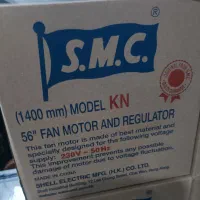 S.M.C.
(1400 mm) MODEL KN
56" FAN MOTOR AND REGULATOR
This fan motor is made of best material and
specially designed for the following voltage
supply: 220V ~ 50Hz
This improvement prevents any possible
damage of motor due to voltage fluctuation.
SHELL ELECTRIC MFG. (H.K.) CO. LTD.